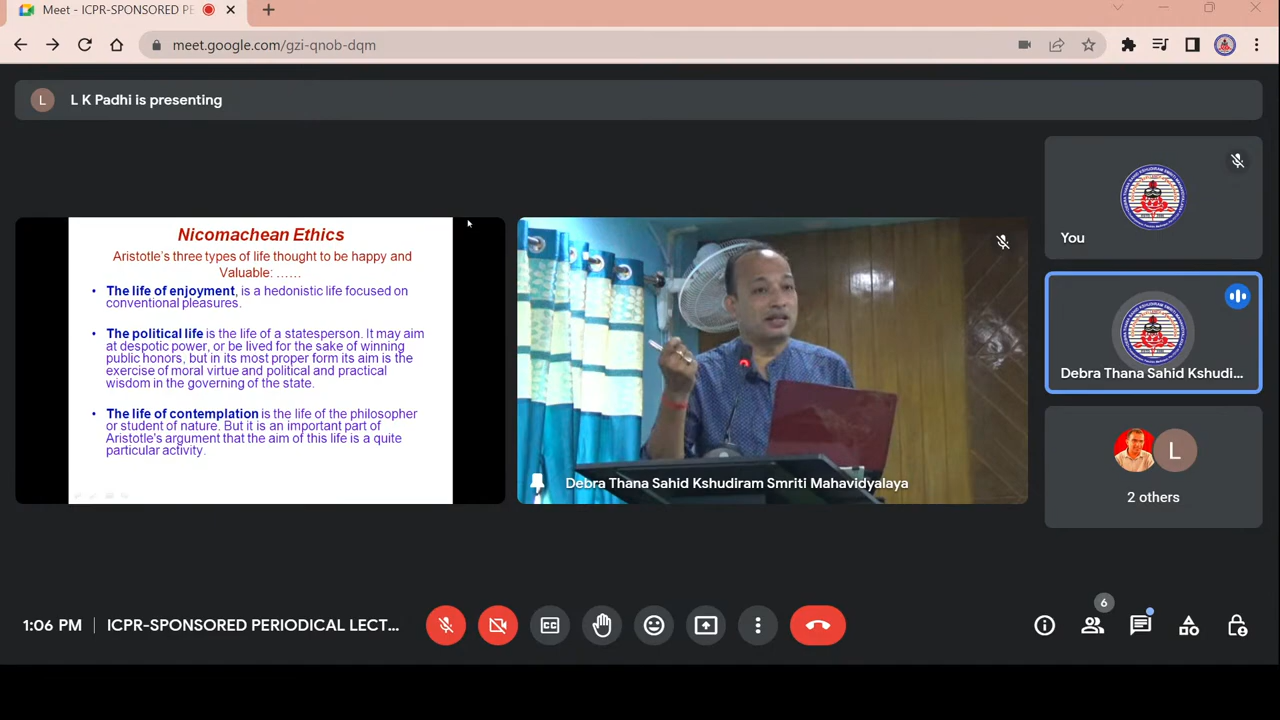 Meet - ICPR-SPONSORED PE
meet.google.com/gzi-qnob-dqm
L
L K Padhi is presenting
Nicomachean Ethics
Aristotle's three types of life thought to be happy and
Valuable: ……
• The life of enjoyment, is a hedonistic life focused on
conventional pleasures.
• The political life is the life of a statesperson. It may aim
at despotic power, or be lived for the sake of winning
public honors, but in its most proper form its aim is the
exercise of moral virtue and political and practical
wisdom in the governing of the state.
• The life of contemplation is the life of the philosopher
or student of nature. But it is an important part of
Aristotle's argument that the aim of this life is a quite
particular activity.
Debra Thana Sahid Kshudiram Smriti Mahavidyalaya
You
Debra Thana Sahid Kshudi...
L
2 others
1:06 PM | ICPR-SPONSORED PERIODICAL LECT...
CC
6